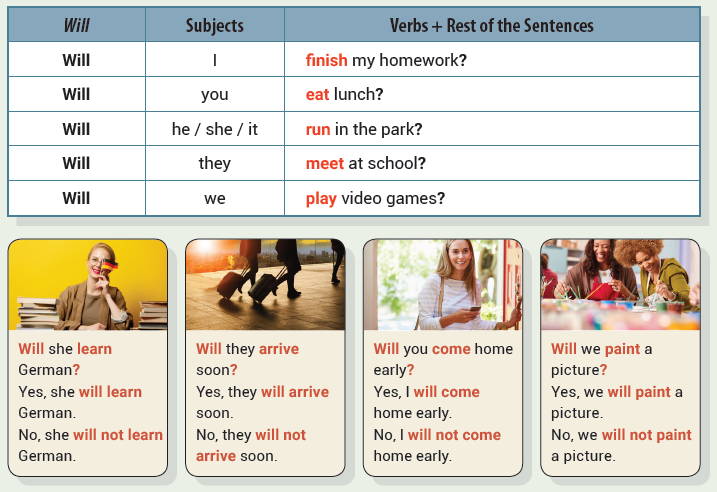 Will Subjects Verbs + Rest of the Sentences
Will I finish my homework?
Will you eat lunch?
Will he / she / it run in the park?
Will they meet at school?
Will we play video games?
Will she learn
German?
Yes, she will learn
German.
No, she will not learn
German.
Will they arrive
soon?
Yes, they will arrive
soon.
No, they will not
arrive soon.
Will you come home
early?
Yes, I will come
home early.
No, I will not come
home early.
Will we paint a
picture?
Yes, we will paint a
picture.
No, we will not paint
a picture.